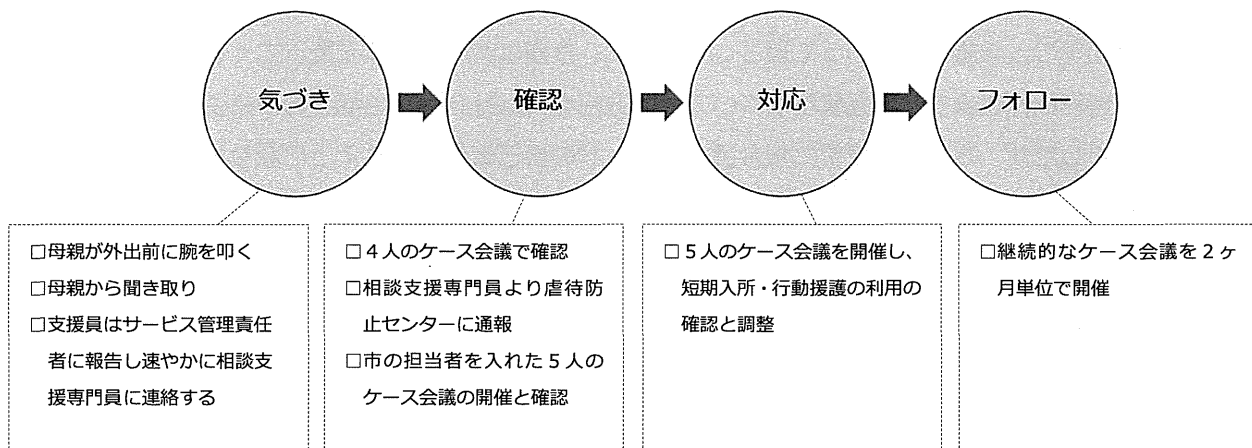 気づき
確認
対応
フォロー
□母親が外出前に腕を叩く
□母親から聞き取り
□支援員はサービス管理責任
者に報告し速やかに相談支
援専門員に連絡する
□4人のケース会議で確認
□相談支援専門員より虐待防
止センターに通報
□市の担当者を入れた5人の
ケース会議の開催と確認
□5人のケース会議を開催し、
短期入所・行動援護の利用の
確認と調整
□継続的なケース会議を2ヶ
月単位で開催